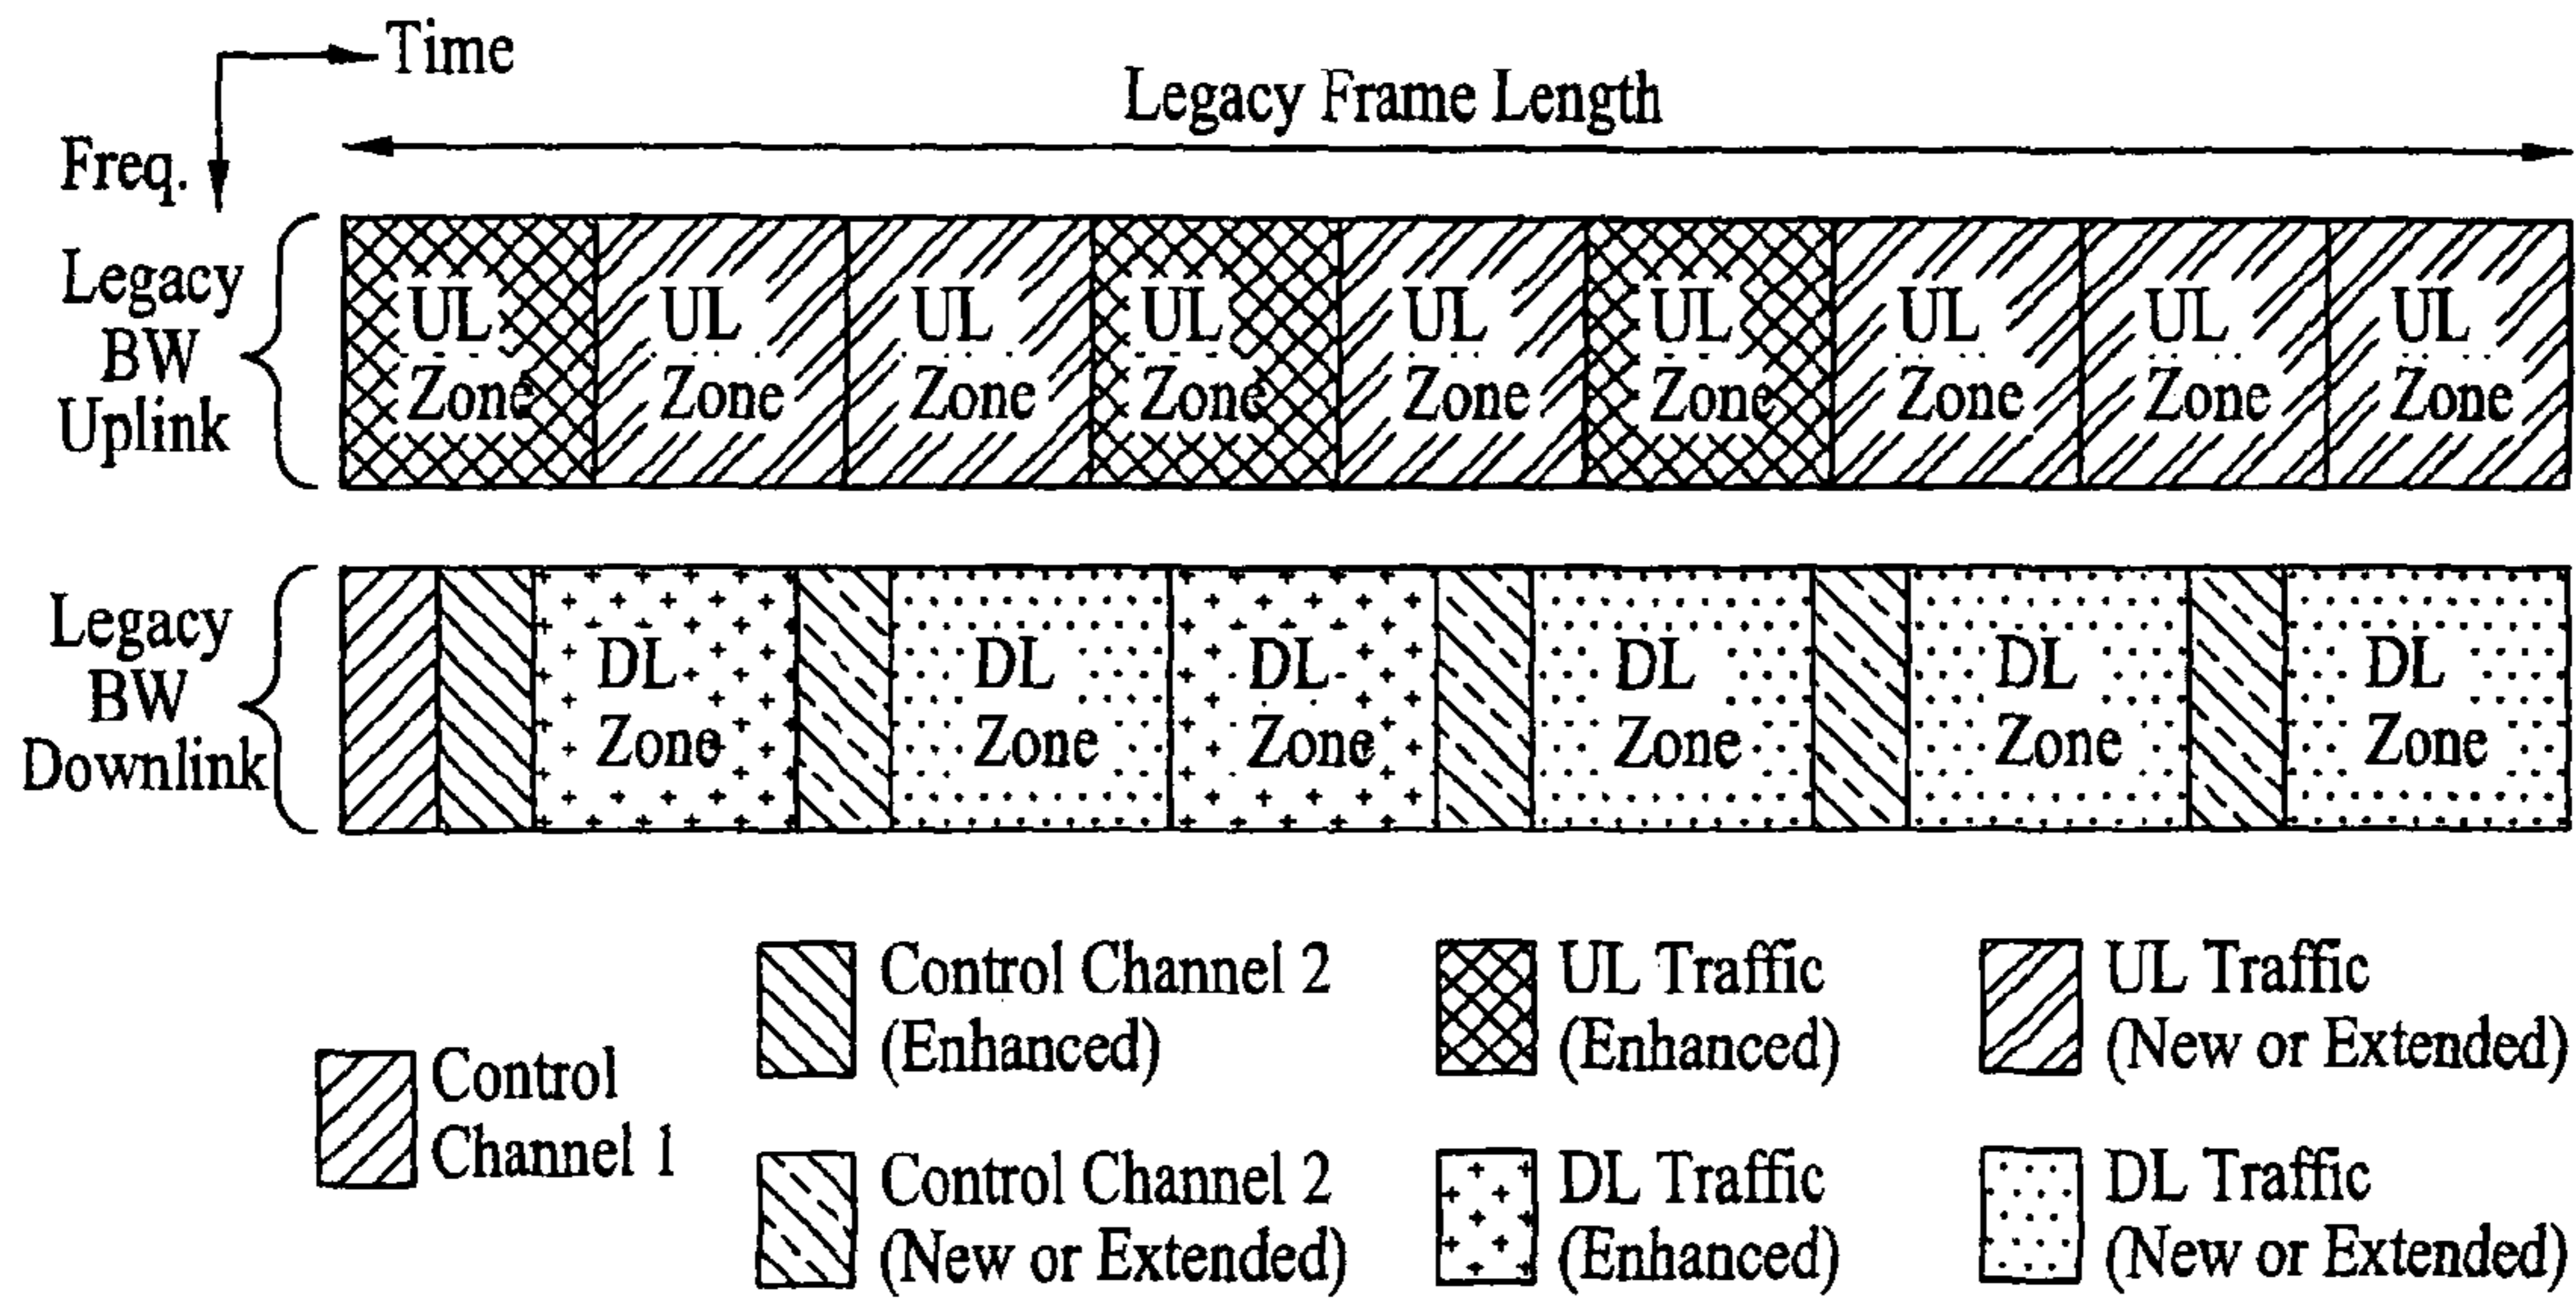 Time
Legacy Frame Length
Freq.
Legacy
BW
Uplink
UL UL UL UL UL UL UL UL UL
Zone Zone Zone Zone Zone Zone Zone Zone Zone
Legacy
BW
Downlink
DL DL DL DL DL DL
Zone Zone Zone Zone Zone Zone
Control
Channel 1
Control Channel 2
(Enhanced)
Control Channel 2
(New or Extended)
UL Traffic
(Enhanced)
DL Traffic
(Enhanced)
UL Traffic
(New or Extended)
DL Traffic
(New or Extended)